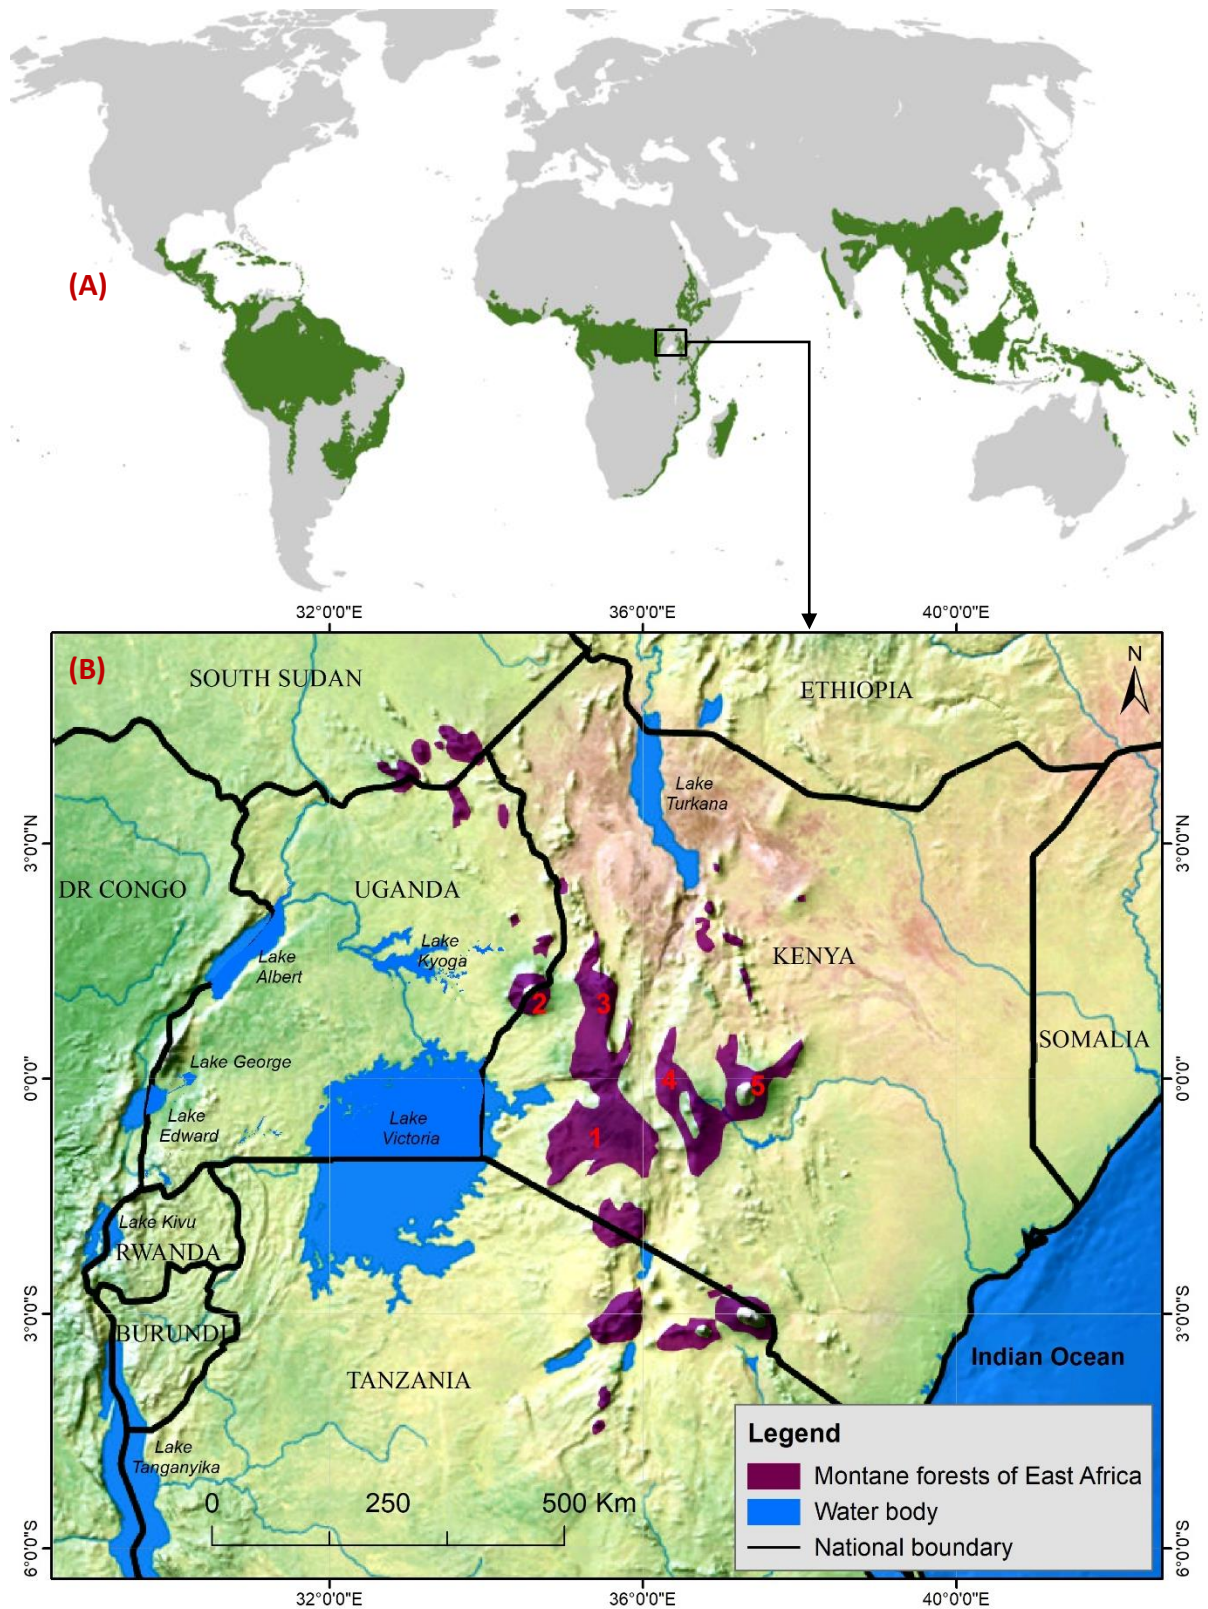 (A)
32°0'0"E
36°0'0"E
40°0'0"E
(B)
SOUTH SUDAN
ETHIOPIA
N
Lake
Turkana
3°0'0"N
3°0'0"N
DR CONGO
UGANDA
Lake
Albert
Lake
Kyoga
KENYA
2
3
SOMALIA
Lake George
0°0'0"
0°0'0"
4
5
Lake
Edward
Lake
Victoria
1
Lake Kivu
RWANDA
3°0'0"S
3°0'0"S
BURUNDI
Indian Ocean
TANZANIA
Lake
Tanganyika
0
250
500 Km
Legend
Montane forests of East Africa
Water body
National boundary
6°0'0"S
6°0'0"S
32°0'0"E
36°0'0"E
40°0'0"E